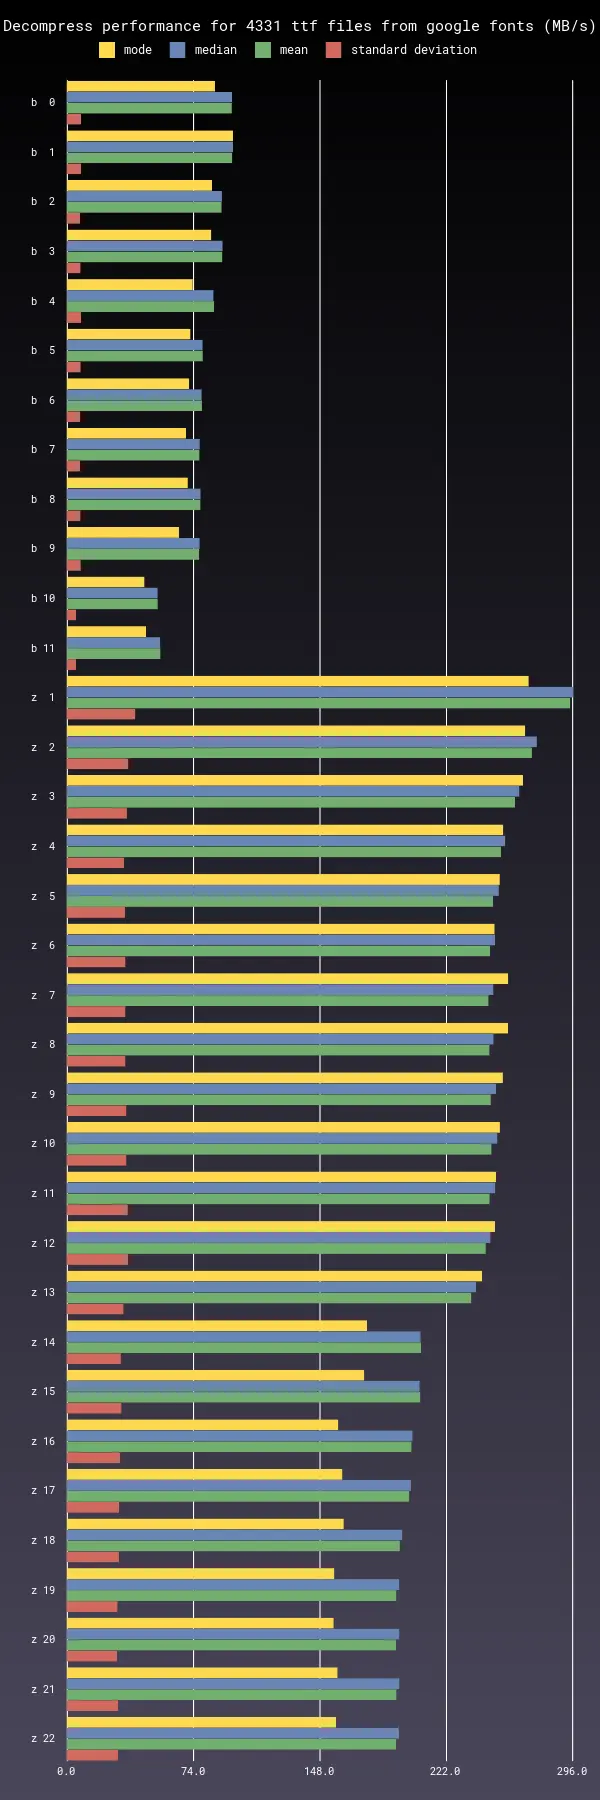 Decompress performance for 4331 ttf files from google fonts (MB/s)
mode median mean standard deviation
b 0
b 1
b 2
b 3
b 4
b 5
b 6
b 7
b 8
b 9
b 10
b 11
z 1
z 2
z 3
z 4
z 5
z 6
z 7
z 8
z 9
z 10
z 11
z 12
z 13
z 14
z 15
z 16
z 17
z 18
z 19
z 20
z 21
z 22
0.0 74.0 148.0 222.0 296.0